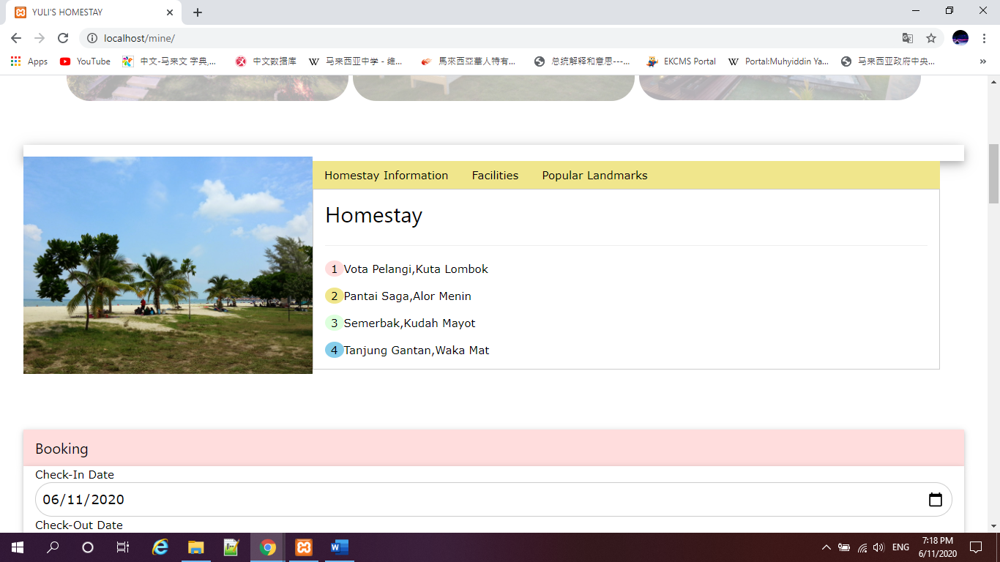 YULI'S HOMESTAY
localhost/mine/
Apps YouTube 中文-马来文 字典,... 中文数据库 马来西亚中学 - 维... 馬來西亞華人特有... 总统解释和意思---... EKCMS Portal Portal:Muhyiddin Ya... 马来西亚政府中央...
Homestay Information Facilities Popular Landmarks
Homestay
1 Vota Pelangi,Kuta Lombok
2 Pantai Saga,Alor Menin
3 Semerbak,Kudah Mayot
4 Tanjung Gantan,Waka Mat
Booking
Check-In Date
06/11/2020
Check-Out Date
ENG
7:18 PM
6/11/2020